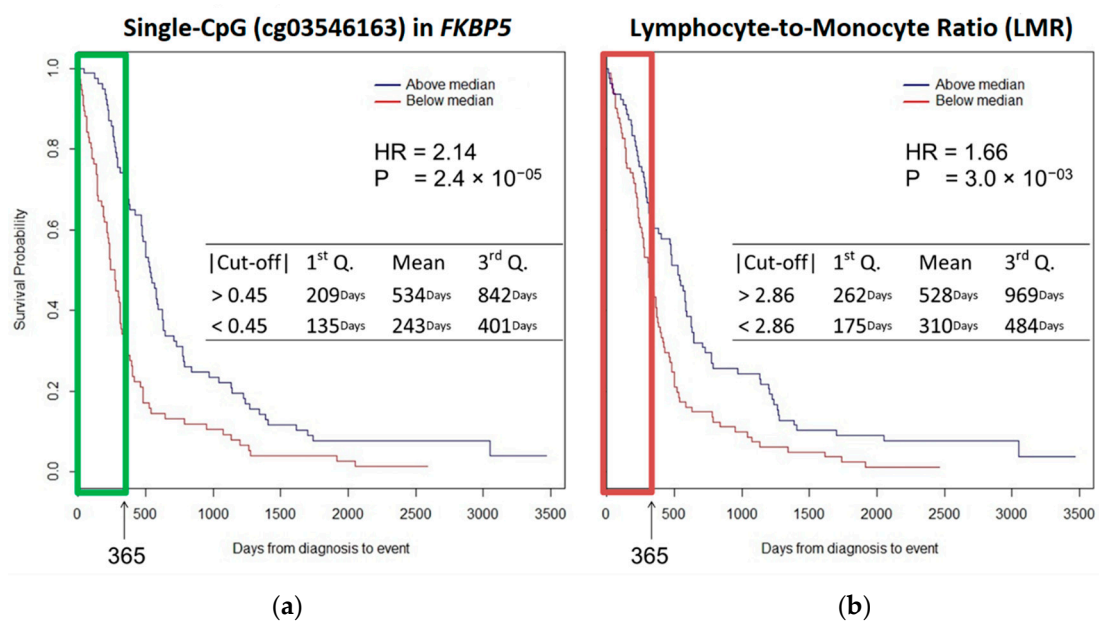 Single-CpG (cg03546163) in FKBP5
Above median
Below median
HR = 2.14
P = 2.4 × 10⁻⁰⁵
|Cut-off| 1st Q. Mean 3rd Q.
> 0.45 209Days 534Days 842Days
< 0.45 135Days 243Days 401Days
Survival Probability
1.0
0.8
0.6
0.4
0.2
0.0
0 500 1000 1500 2000 2500 3000 3500
Days from diagnosis to event
365
(a)
Lymphocyte-to-Monocyte Ratio (LMR)
Above median
Below median
HR = 1.66
P = 3.0 × 10⁻⁰³
|Cut-off| 1st Q. Mean 3rd Q.
> 2.86 262Days 528Days 969Days
< 2.86 175Days 310Days 484Days
0 500 1000 1500 2000 2500 3000 3500
Days from diagnosis to event
365
(b)